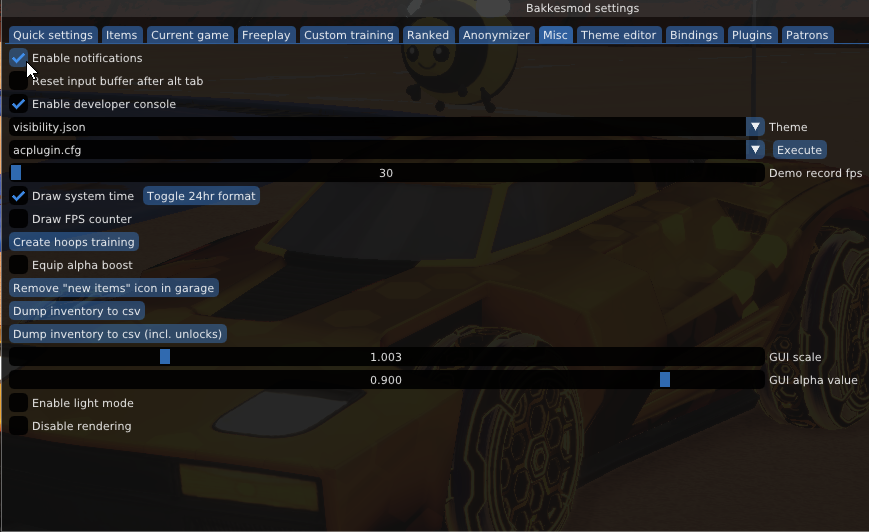 Bakkesmod settings
Quick settings Items Current game Freeplay Custom training Ranked Anonymizer Misc Theme editor Bindings Plugins Patrons
Enable notifications
Reset input buffer after alt tab
Enable developer console
visibility.json Theme
acplugin.cfg Execute
30 Demo record fps
Draw system time Toggle 24hr format
Draw FPS counter
Create hoops training
Equip alpha boost
Remove "new items" icon in garage
Dump inventory to csv
Dump inventory to csv (incl. unlocks)
1.003 GUI scale
0.900 GUI alpha value
Enable light mode
Disable rendering